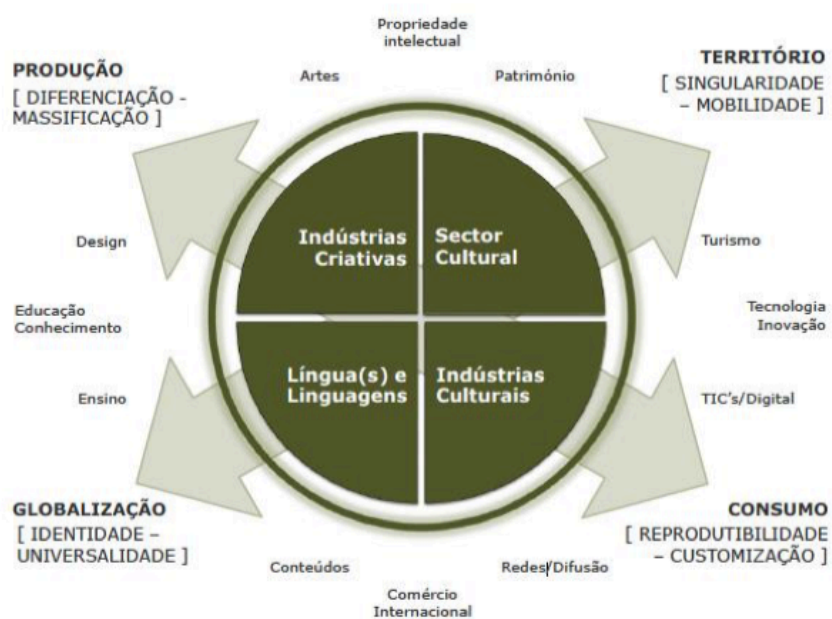 Propriedade
intelectual
PRODUÇÃO
[ DIFERENCIAÇÃO -
MASSIFICAÇÃO ]
Artes
Património
TERRITÓRIO
[ SINGULARIDADE
– MOBILIDADE ]
Design
Indústrias
Criativas
Sector
Cultural
Turismo
Educação
Conhecimento
Tecnologia
Inovação
Ensino
Língua(s) e
Linguagens
Indústrias
Culturais
TIC's/Digital
GLOBALIZAÇÃO
[ IDENTIDADE –
UNIVERSALIDADE ]
CONSUMO
[ REPRODUTIBILIDADE
– CUSTOMIZAÇÃO ]
Conteúdos
Redes/Difusão
Comércio
Internacional